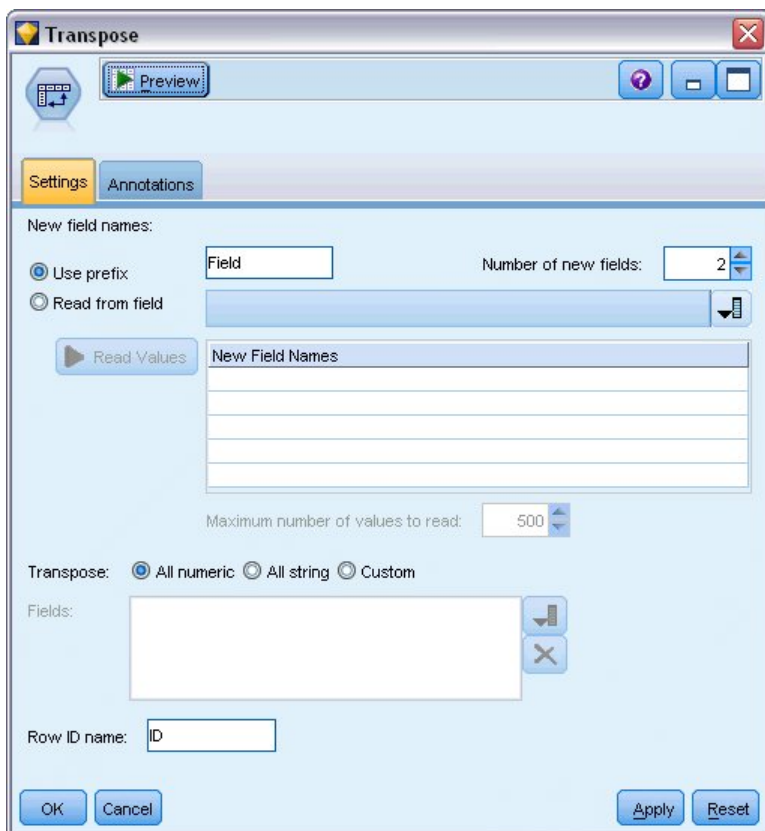 Transpose
Preview
Settings
Annotations
New field names:
Use prefix
Field
Number of new fields:
2
Read from field
Read Values
New Field Names
Maximum number of values to read:
500
Transpose:
All numeric
All string
Custom
Fields:
Row ID name:
ID
OK
Cancel
Apply
Reset